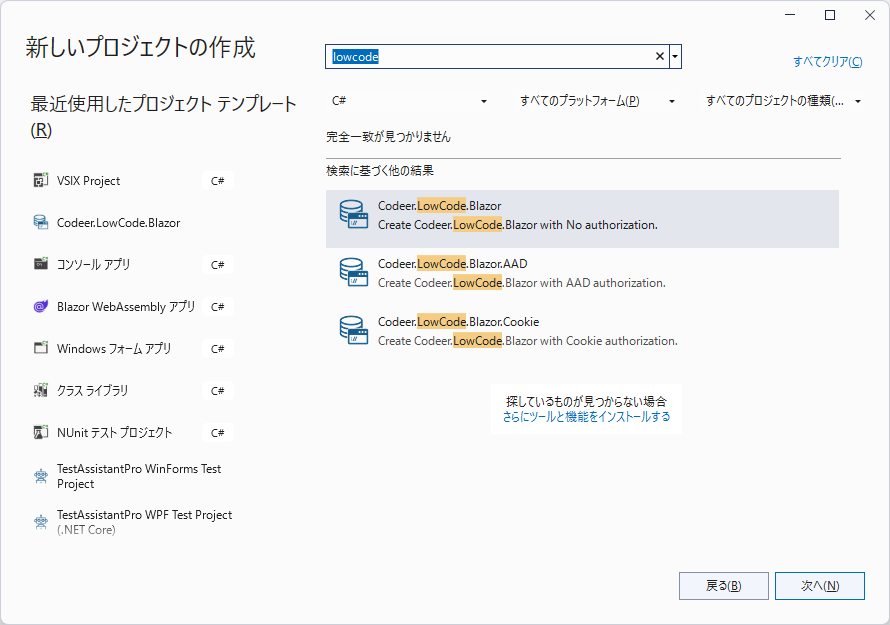 新しいプロジェクトの作成
lowcode
すべてクリア(C)
最近使用したプロジェクト テンプレート
(R)
C#
すべてのプラットフォーム(P)
すべてのプロジェクトの種類(...
完全一致が見つかりません
検索に基づく他の結果
VSIX Project
C#
Codeer.LowCode.Blazor
コンソール アプリ
C#
Blazor WebAssembly アプリ
C#
Windows フォーム アプリ
C#
クラス ライブラリ
C#
NUnit テスト プロジェクト
C#
TestAssistantPro WinForms Test
Project
TestAssistantPro WPF Test Project
(.NET Core)
Codeer.LowCode.Blazor
Create Codeer.LowCode.Blazor with No authorization.
Codeer.LowCode.Blazor.AAD
Create Codeer.LowCode.Blazor with AAD authorization.
Codeer.LowCode.Blazor.Cookie
Create Codeer.LowCode.Blazor with Cookie authorization.
探しているものが見つからない場合
さらにツールと機能をインストールする
戻る(B)
次へ(N)